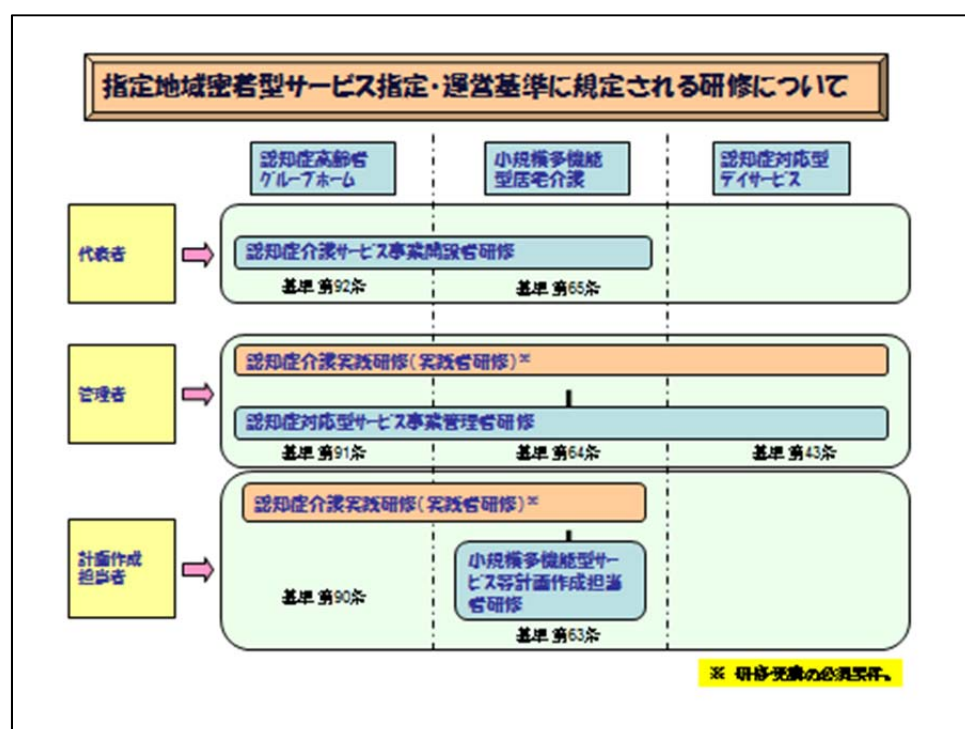 指定地域密着型サービス指定・運営基準に規定される研修について
認知症高齢者
グループホーム
小規模多機能
型居宅介護
認知症対応型
デイサービス
代表者
認知症介護サービス事業開設者研修
基準 第92条
基準 第65条
管理者
認知症介護実践研修(実践者研修)※
認知症対応型サービス事業管理者研修
基準 第91条
基準 第64条
基準 第43条
計画作成
担当者
認知症介護実践研修(実践者研修)※
小規模多機能型サー
ビス等計画作成担当
者研修
基準 第90条
基準 第63条
※ 研修受講の必須要件。